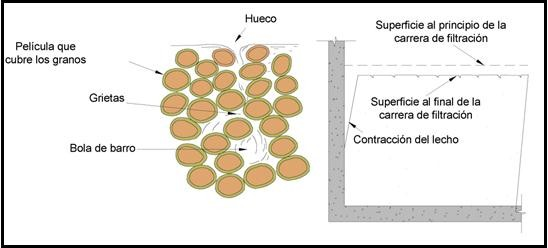 Hueco
Película que
cubre los granos
Grietas
Bola de barro
Superficie al principio de la
carrera de filtración
Superficie al final de la
carrera de filtración
Contracción del lecho